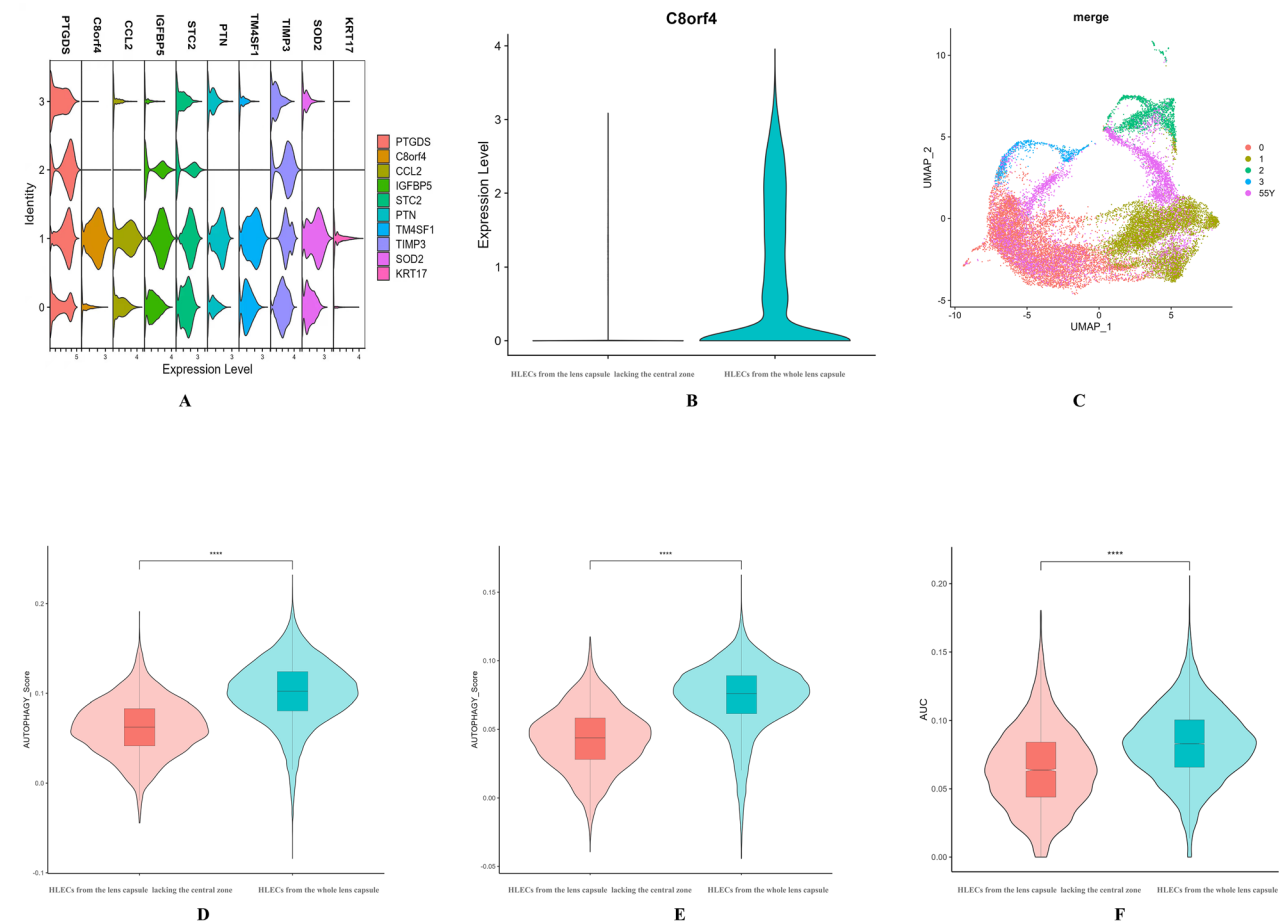 PTGDS
C8orf4
CCL2
IGFBP5
STC2
PTN
TM4SF1
TIMP3
SOD2
KRT17
Identity
3
2
1
0
5
3
4
4
3
3
3
4
3
4
Expression Level
PTGDS
C8orf4
CCL2
IGFBP5
STC2
PTN
TM4SF1
TIMP3
SOD2
KRT17
A
C8orf4
Expression Level
4
3
2
1
0
HLECs from the lens capsule lacking the central zone
HLECs from the whole lens capsule
B
merge
UMAP_2
10
5
0
-5
-10
-5
0
5
UMAP_1
0
1
2
3
55Y
C
****
AUTOPHAGY_Score
0.2
0.1
0.0
-0.1
HLECs from the lens capsule lacking the central zone
HLECs from the whole lens capsule
D
****
AUTOPHAGY_Score
0.15
0.10
0.05
0.00
-0.05
HLECs from the lens capsule lacking the central zone
HLECs from the whole lens capsule
E
****
AUC
0.20
0.15
0.10
0.05
0.00
HLECs from the lens capsule lacking the central zone
HLECs from the whole lens capsule
F